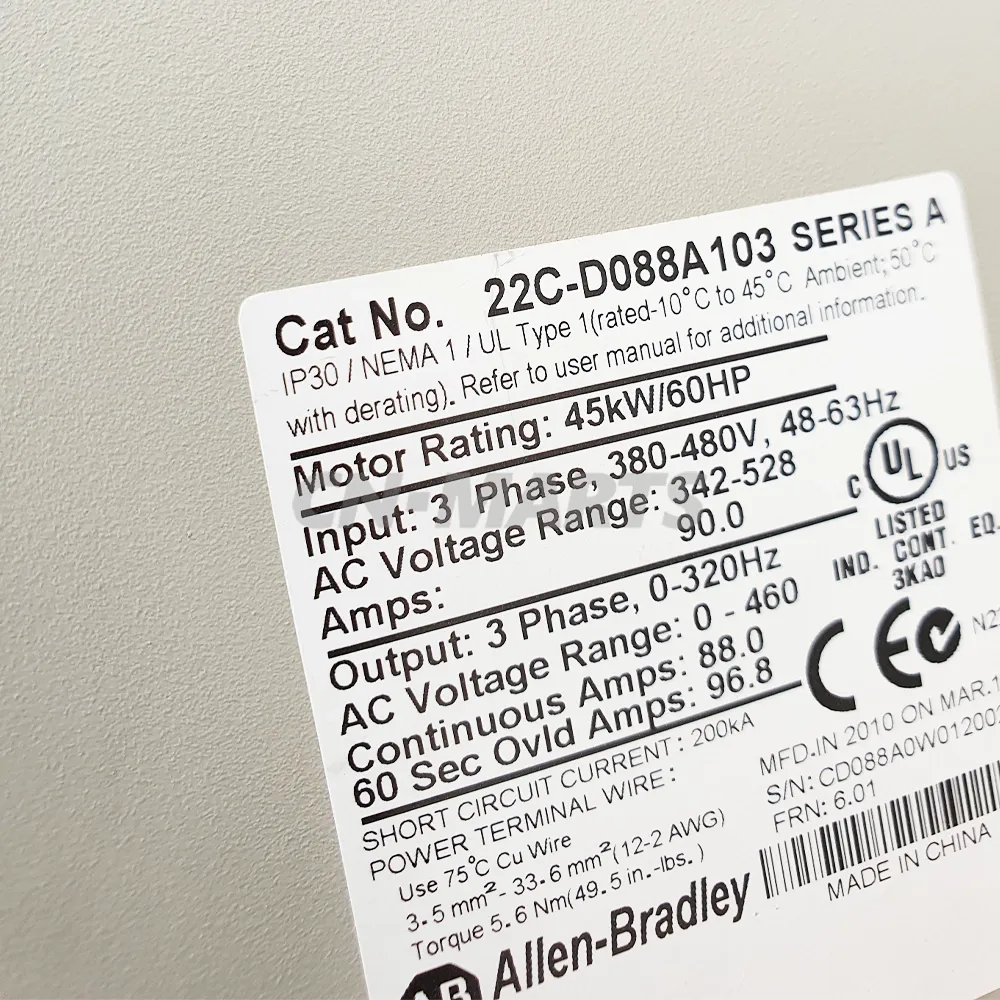 Cat No. 22C-D088A103 SERIES A
IP30 / NEMA 1 / UL Type 1(rated-10°C to 45°C Ambient; 50°C
with derating). Refer to user manual for additional information.
Motor Rating: 45kW/60HP
Input: 3 Phase, 380-480V, 48-63Hz
AC Voltage Range: 342-528
Amps: 90.0
Output: 3 Phase, 0-320Hz
AC Voltage Range: 0 - 460
Continuous Amps: 88.0
60 Sec Ovld Amps: 96.8
SHORT CIRCUIT CURRENT : 200kA
POWER TERMINAL WIRE :
Use 75°C Cu Wire
3.5 mm²- 33.6 mm²(12-2 AWG)
Torque 5.6 Nm(49.5 in.-lbs. )
AB Allen-Bradley
C UL US
LISTED
IND. CONT. EQ.
3KA0
CE
MFD.IN 2010 ON MAR.1
S/N: CD088A0W01200
FRN: 6.01
MADE IN CHINA
CN-MARTS